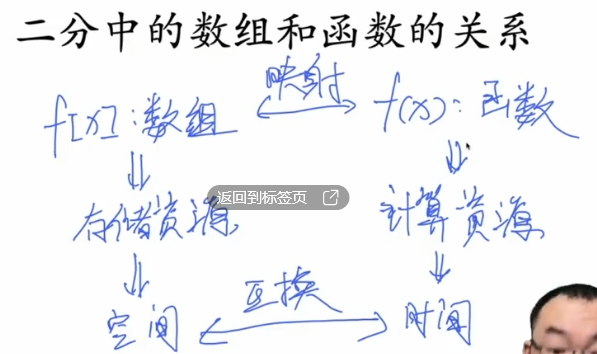 二分中的数组和函数的关系
映射
f[x]:数组
f(x):函数
返回到标签页
存储资源
计算资源
互换
空间
时间